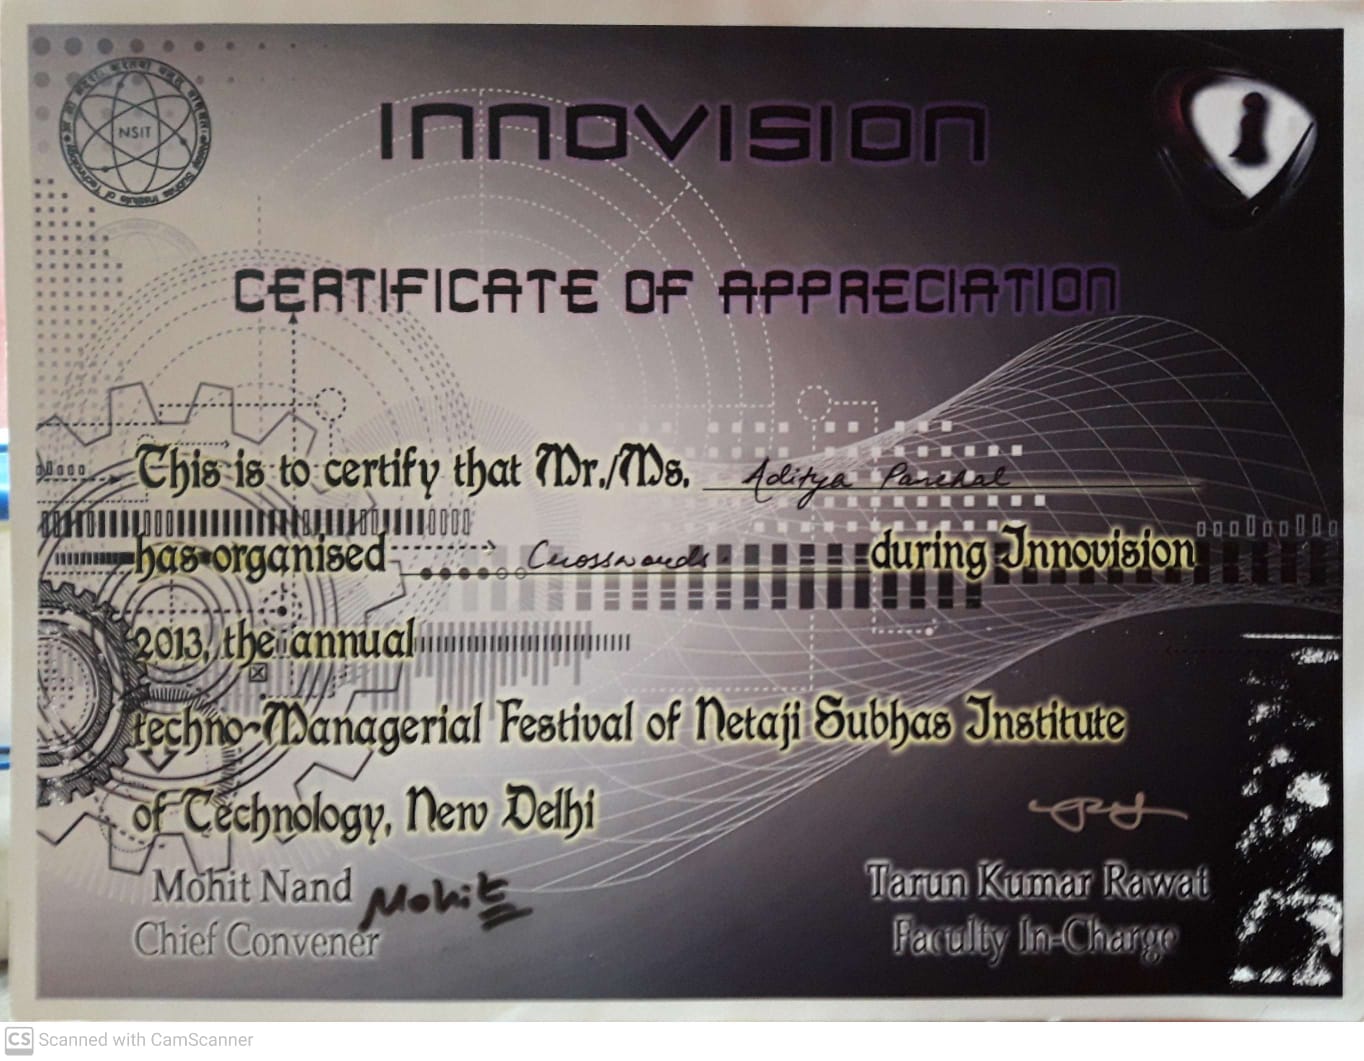 NSIT
INNOVISION
CERTIFICATE OF APPRECIATION
This is to certify that Mr./Ms. Aditya Panchal
has organised Crosswords. during Innovision
2013, the annual
techno-Managerial Festival of Netaji Subhas Institute
of Technology, New Delhi
Mohit Nand Mohit
Chief Convener
Tarun Kumar Rawat
Faculty In-Charge
CS Scanned with CamScanner